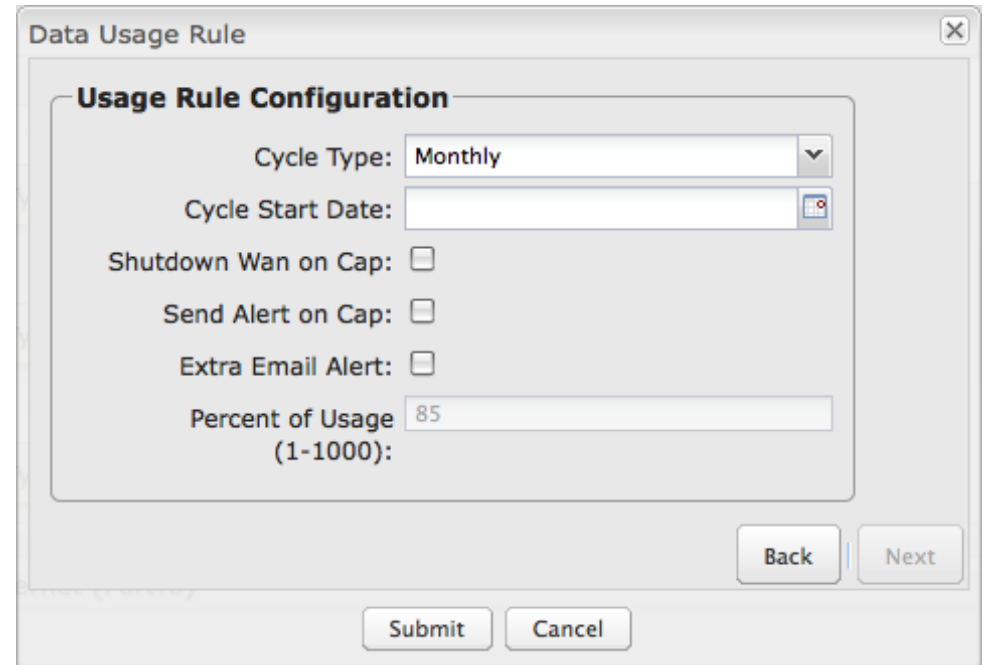 Data Usage Rule
Usage Rule Configuration
Cycle Type: Monthly
Cycle Start Date:
Shutdown Wan on Cap:
Send Alert on Cap:
Extra Email Alert:
Percent of Usage 85
(1-1000):
Back Next
Submit Cancel